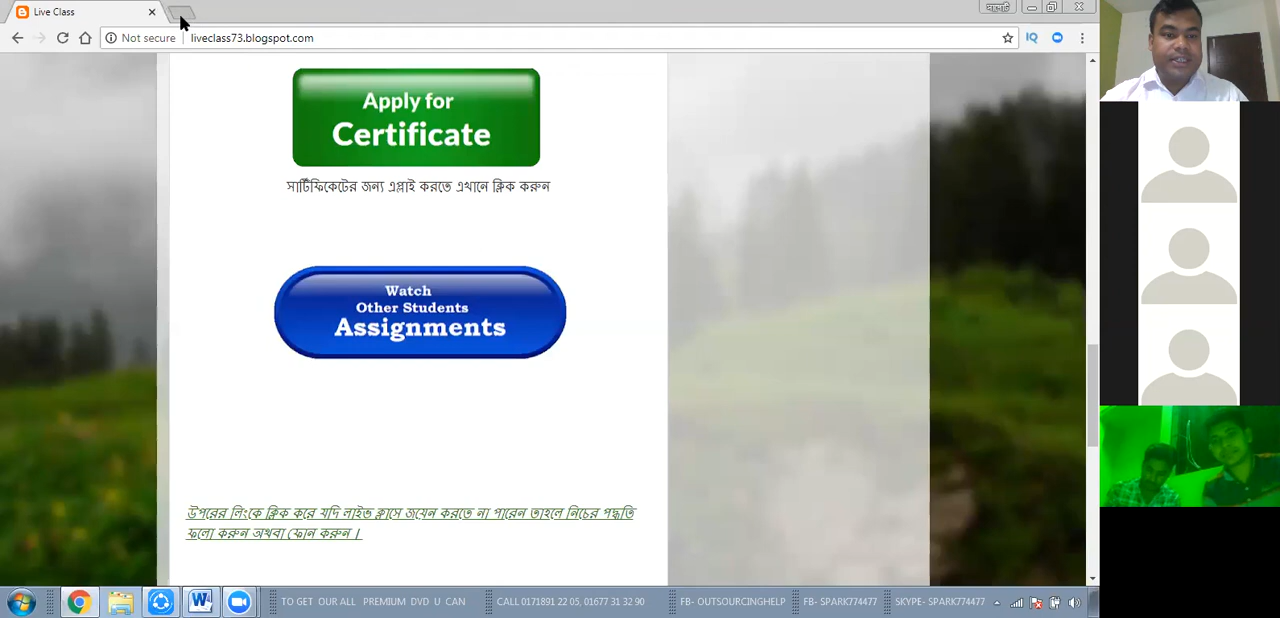 Live Class
সাপোর্ট
Not secure
liveclass73.blogspot.com
IQ
Apply for
Certificate
সার্টিফিকেটের জন্য এপ্লাই করতে এখানে ক্লিক করুন
Watch
Other Students
Assignments
উপরের লিংকে ক্লিক করে যদি লাইভ ক্লাসে জয়েন করতে না পারেন তাহলে নিচের পদ্ধতি
ফলো করুন অথবা ফোন করুন ।
TO GET OUR ALL PREMIUM DVD U CAN
CALL 0171891 22 05, 01677 31 32 90
FB- OUTSOURCINGHELP
FB- SPARK774477
SKYPE- SPARK774477